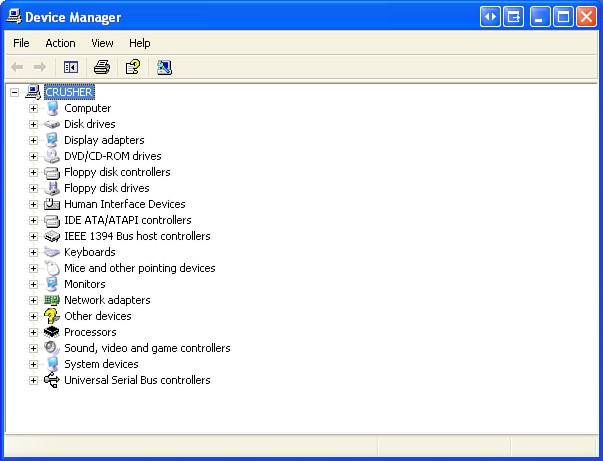 Device Manager
File Action View Help
CRUSHER
Computer
Disk drives
Display adapters
DVD/CD-ROM drives
Floppy disk controllers
Floppy disk drives
Human Interface Devices
IDE ATA/ATAPI controllers
IEEE 1394 Bus host controllers
Keyboards
Mice and other pointing devices
Monitors
Network adapters
Other devices
Processors
Sound, video and game controllers
System devices
Universal Serial Bus controllers